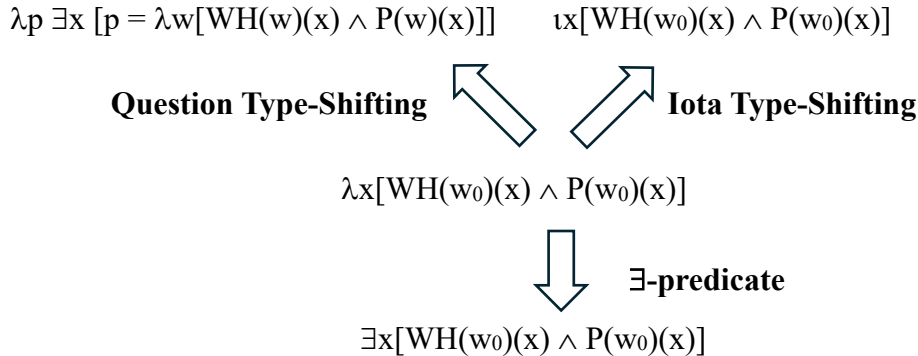 λp ∃x [p = λw[WH(w)(x) ∧ P(w)(x)]] ιx[WH(w₀)(x) ∧ P(w₀)(x)]
Question Type-Shifting Iota Type-Shifting
λx[WH(w₀)(x) ∧ P(w₀)(x)]
∃-predicate
∃x[WH(w₀)(x) ∧ P(w₀)(x)]